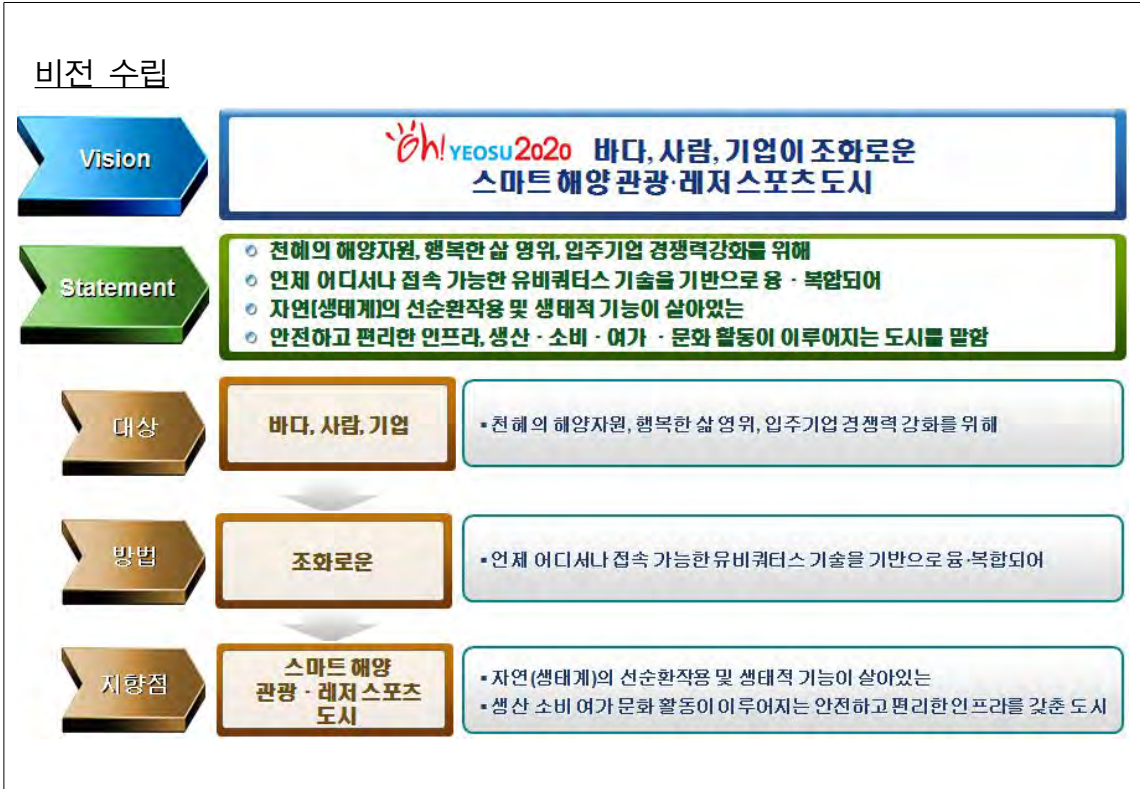 비전 수립
Vision
Oh! YEOSU 2020 바다, 사람, 기업이 조화로운
스마트 해양 관광·레저 스포츠 도시
Statement
천혜의 해양자원, 행복한 삶 영위, 입주기업 경쟁력강화를 위해
언제 어디서나 접속 가능한 유비쿼터스 기술을 기반으로 융·복합되어
자연(생태계)의 선순환작용 및 생태적 기능이 살아있는
안전하고 편리한 인프라, 생산·소비·여가·문화 활동이 이루어지는 도시를 말함
대상
바다, 사람, 기업
▪천혜의 해양자원, 행복한 삶 영위, 입주기업 경쟁력 강화를 위해
방법
조화로운
▪언제 어디서나 접속 가능한 유비쿼터스 기술을 기반으로 융·복합되어
지향점
스마트 해양
관광·레저 스포츠
도시
▪자연(생태계)의 선순환작용 및 생태적 기능이 살아있는
▪생산 소비 여가 문화 활동이 이루어지는 안전하고 편리한 인프라를 갖춘 도시